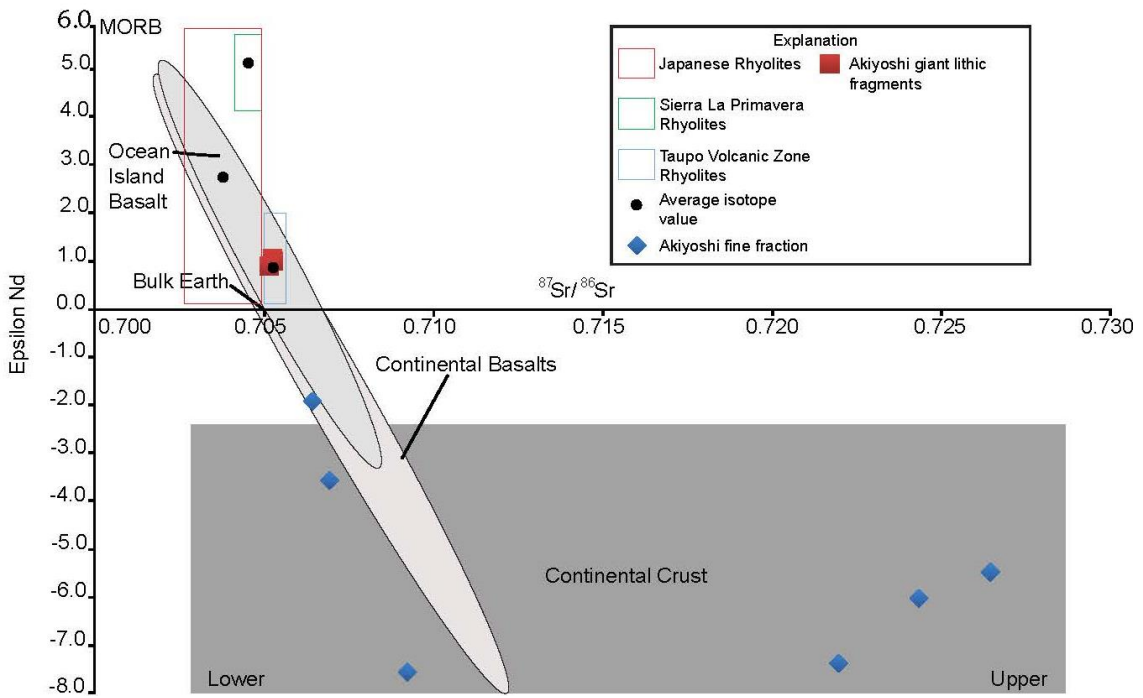 6.0
MORB
5.0
4.0
3.0
2.0
1.0
0.0
-1.0
-2.0
-3.0
-4.0
-5.0
-6.0
-7.0
-8.0
Epsilon Nd
Ocean
Island
Basalt
Bulk Earth
⁸⁷Sr/ ⁸⁶Sr
0.700
0.705
0.710
0.715
0.720
0.725
0.730
Continental Basalts
Continental Crust
Lower
Upper
Explanation
Japanese Rhyolites
Sierra La Primavera
Rhyolites
Taupo Volcanic Zone
Rhyolites
Average isotope
value
Akiyoshi fine fraction
Akiyoshi giant lithic
fragments